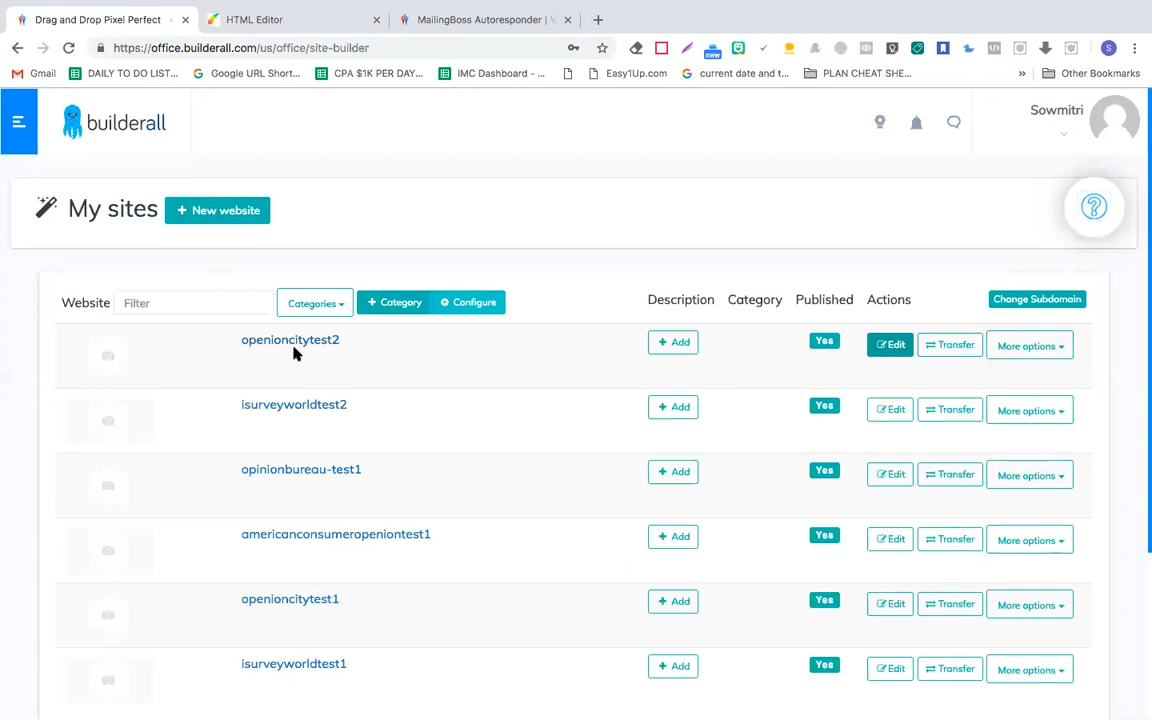 Drag and Drop Pixel Perfect
HTML Editor
MailingBoss Autoresponder |
https://office.builderall.com/us/office/site-builder
new
S
Gmail
DAILY TO DO LIST...
Google URL Short...
CPA $1K PER DAY...
IMC Dashboard - ...
Easy1Up.com
current date and t...
PLAN CHEAT SHE...
»
Other Bookmarks
builderall
Sowmitri
My sites
+ New website
?
Website
Filter
Categories
+ Category
Configure
Description
Category
Published
Actions
Change Subdomain
openioncitytest2
+ Add
Yes
Edit
Transfer
More options
isurveyworldtest2
+ Add
Yes
Edit
Transfer
More options
opinionbureau-test1
+ Add
Yes
Edit
Transfer
More options
americanconsumeropeniontest1
+ Add
Yes
Edit
Transfer
More options
openioncitytest1
+ Add
Yes
Edit
Transfer
More options
isurveyworldtest1
+ Add
Yes
Edit
Transfer
More options